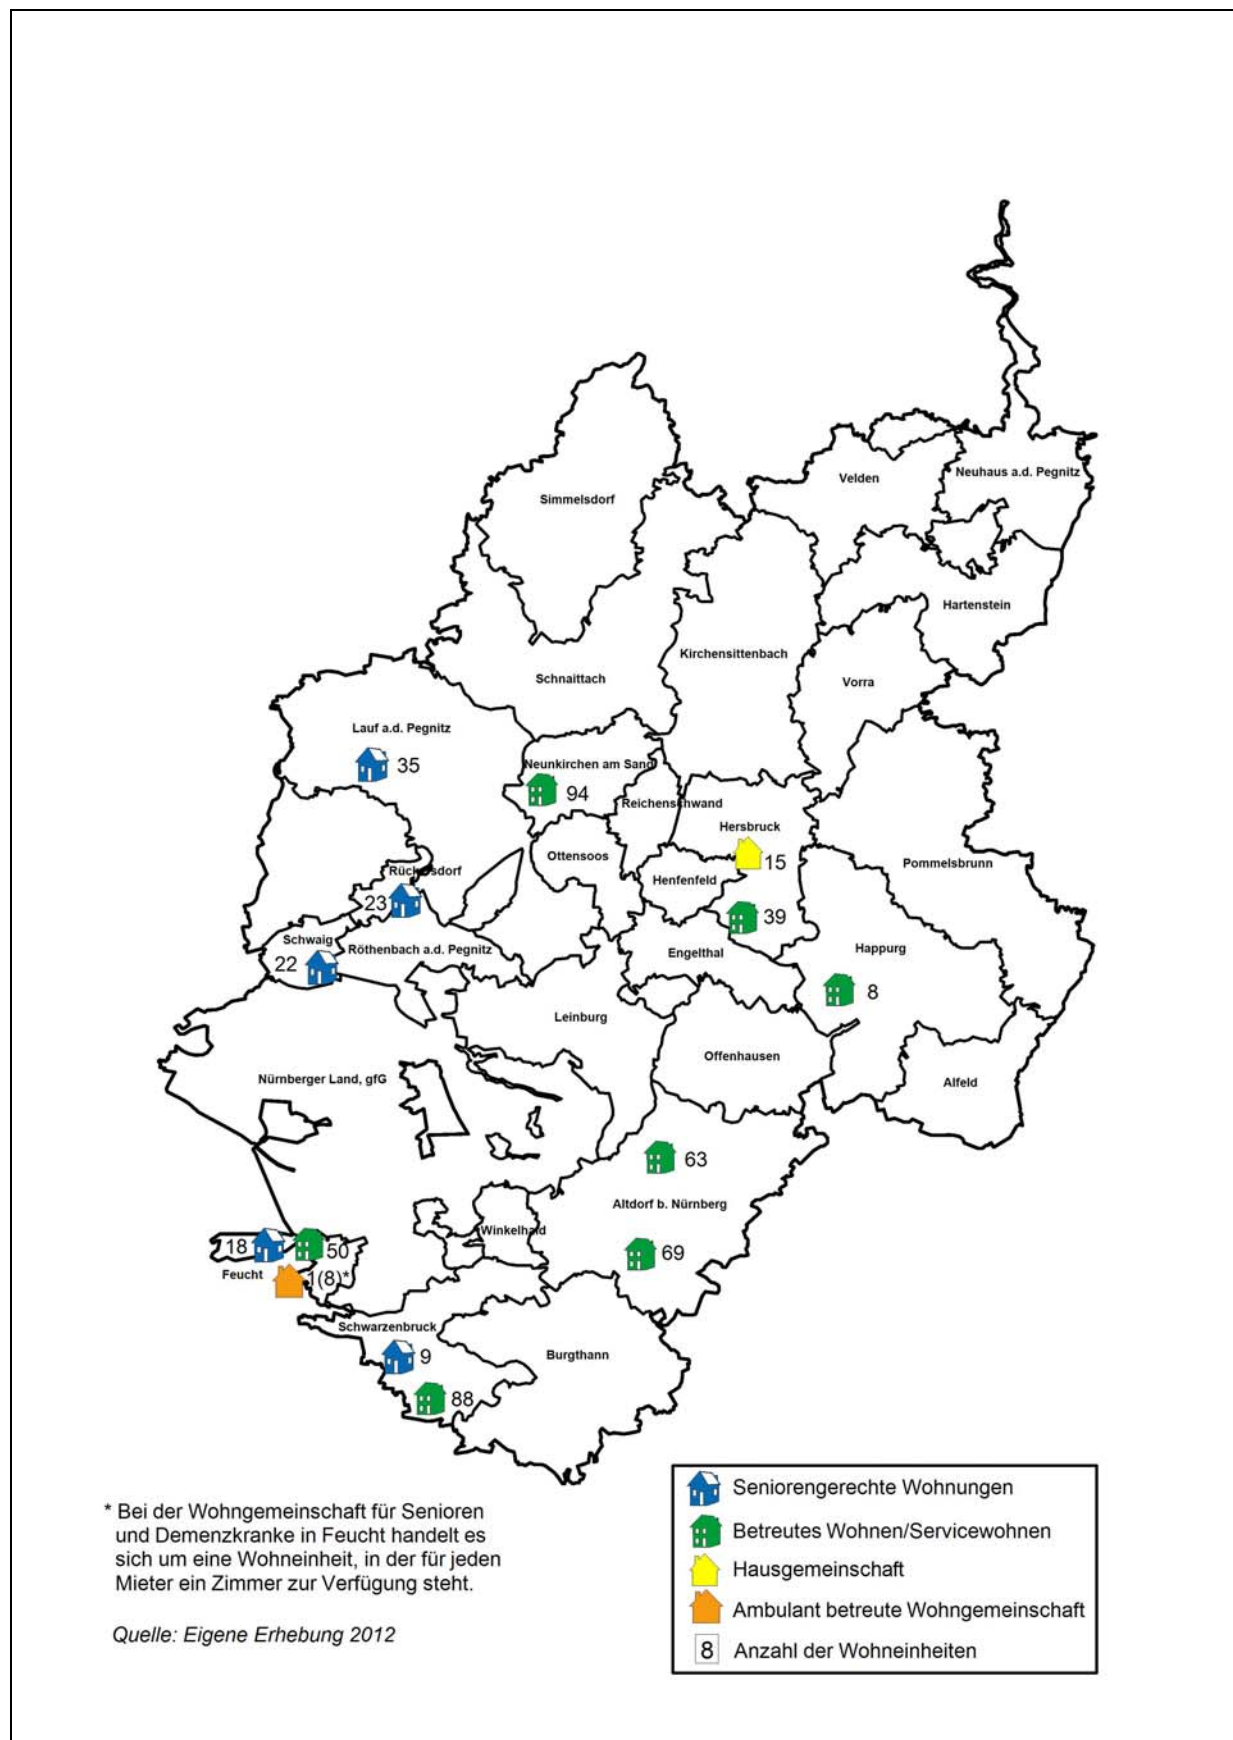 Velden
Neuhaus a.d. Pegnitz
Simmelsdorf
Hartenstein
Kirchensittenbach
Schnaittach
Vorra
Lauf a.d. Pegnitz
35
Neunkirchen am Sand
94
Reichenschwand
Hersbruck
15
Ottensoos
Pommelsbrunn
Rückersdorf
23
Henfenfeld
39
Schwaig
22
Röthenbach a.d. Pegnitz
Engelthal
Happurg
8
Leinburg
Offenhausen
Nürnberger Land, gfG
Alfeld
63
Altdorf b. Nürnberg
69
Winkelhaid
18
50
Feucht
1(8)*
Schwarzenbruck
9
Burgthann
88
* Bei der Wohngemeinschaft für Senioren
und Demenzkranke in Feucht handelt es
sich um eine Wohneinheit, in der für jeden
Mieter ein Zimmer zur Verfügung steht.
Quelle: Eigene Erhebung 2012
Seniorengerechte Wohnungen
Betreutes Wohnen/Servicewohnen
Hausgemeinschaft
Ambulant betreute Wohngemeinschaft
8 Anzahl der Wohneinheiten